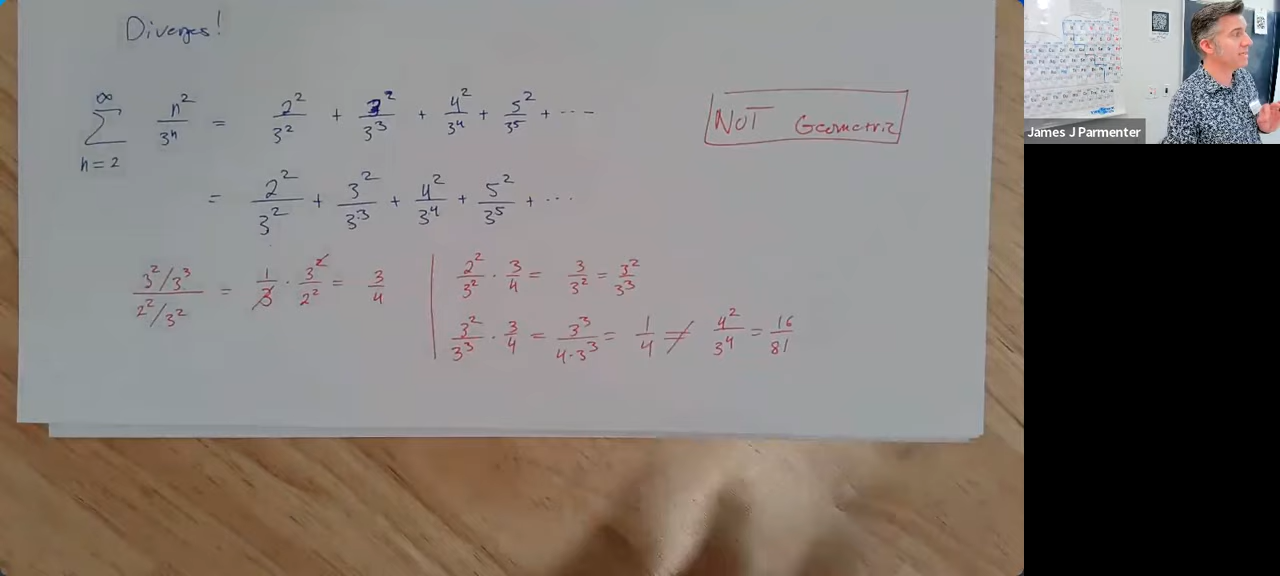 Diverges!
∞
∑ n²/3ⁿ = 2²/3² + 3²/3³ + 4²/3⁴ + 5²/3⁵ + ⋯
n=2
NOT Geometric
= 2²/3² + 3²/3³ + 4²/3⁴ + 5²/3⁵ + ⋯
(3²/3³)/(2²/3²) = 1/3 · 3²/2² = 3/4
2²/3² · 3/4 = 3/3² = 3²/3³
3²/3³ · 3/4 = 3³/(4·3³) = 1/4 ≠ 4²/3⁴ = 16/81
James J Parmenter